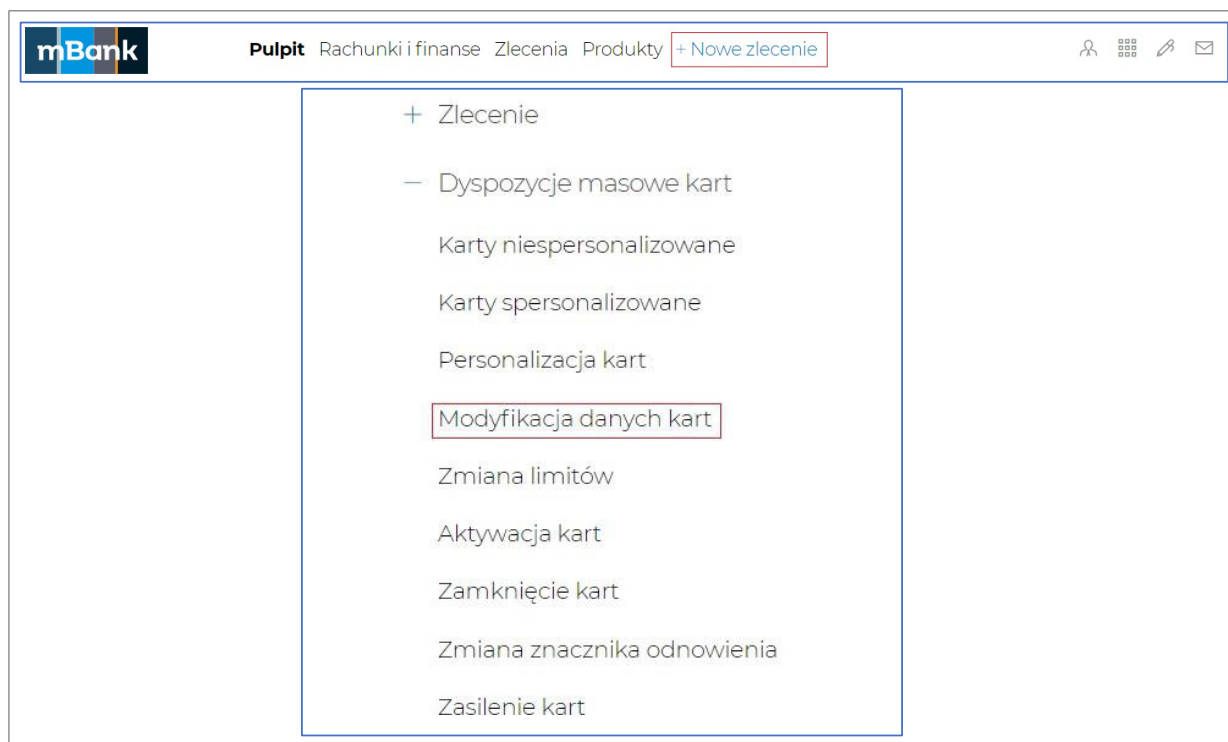 mBank
Pulpit Rachunki i finanse Zlecenia Produkty + Nowe zlecenie
+ Zlecenie
− Dyspozycje masowe kart
Karty niespersonalizowane
Karty spersonalizowane
Personalizacja kart
Modyfikacja danych kart
Zmiana limitów
Aktywacja kart
Zamknięcie kart
Zmiana znacznika odnowienia
Zasilenie kart